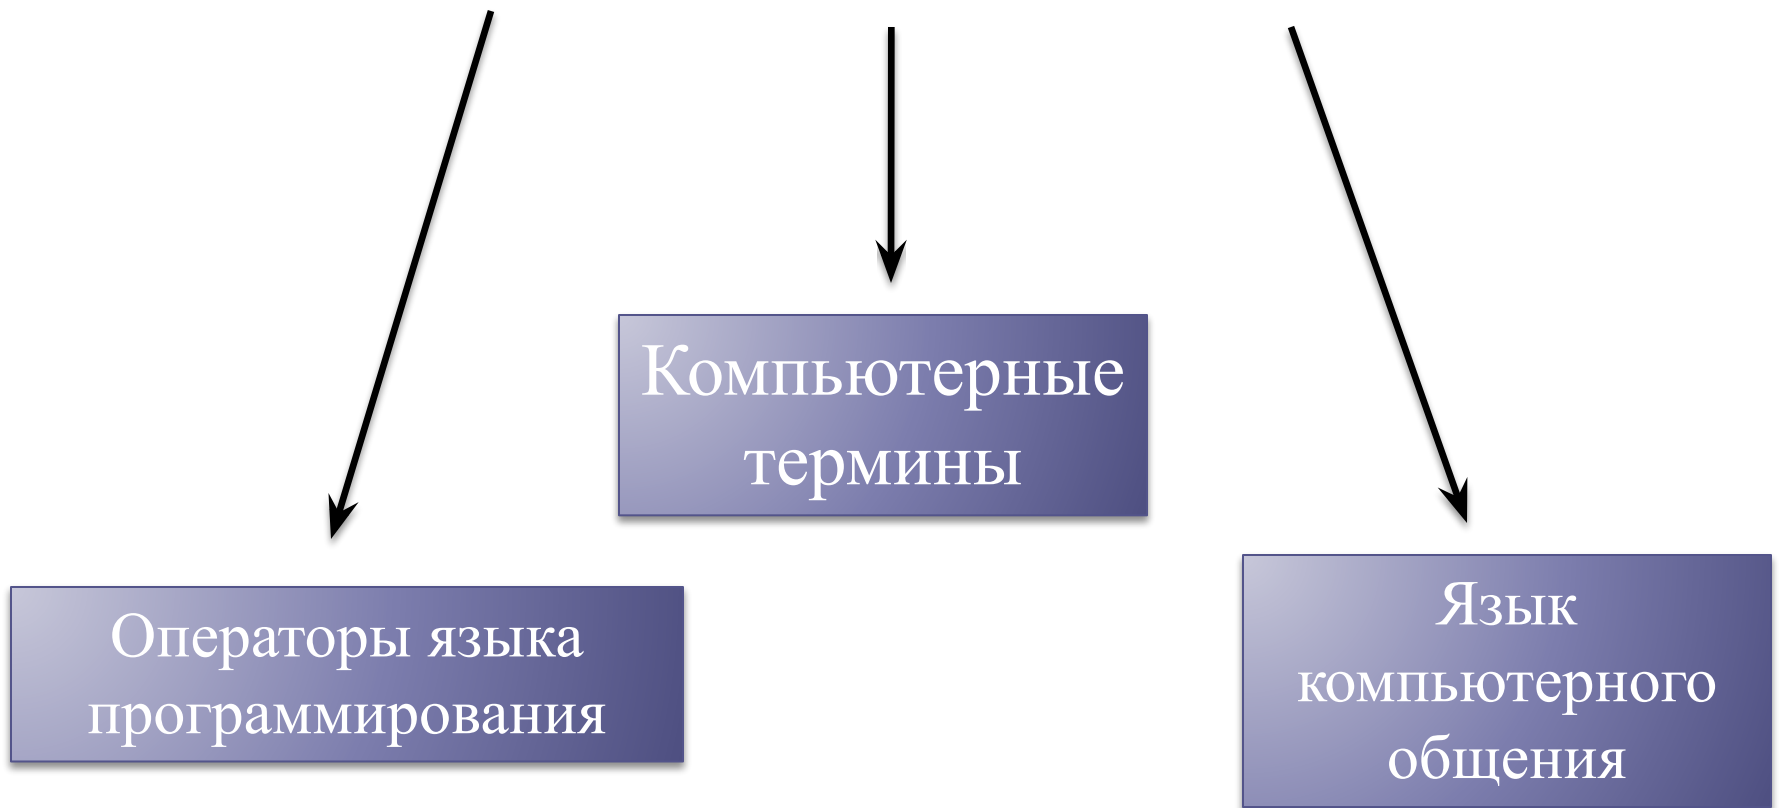 Компьютерные
термины
Операторы языка
программирования
Язык
компьютерного
общения